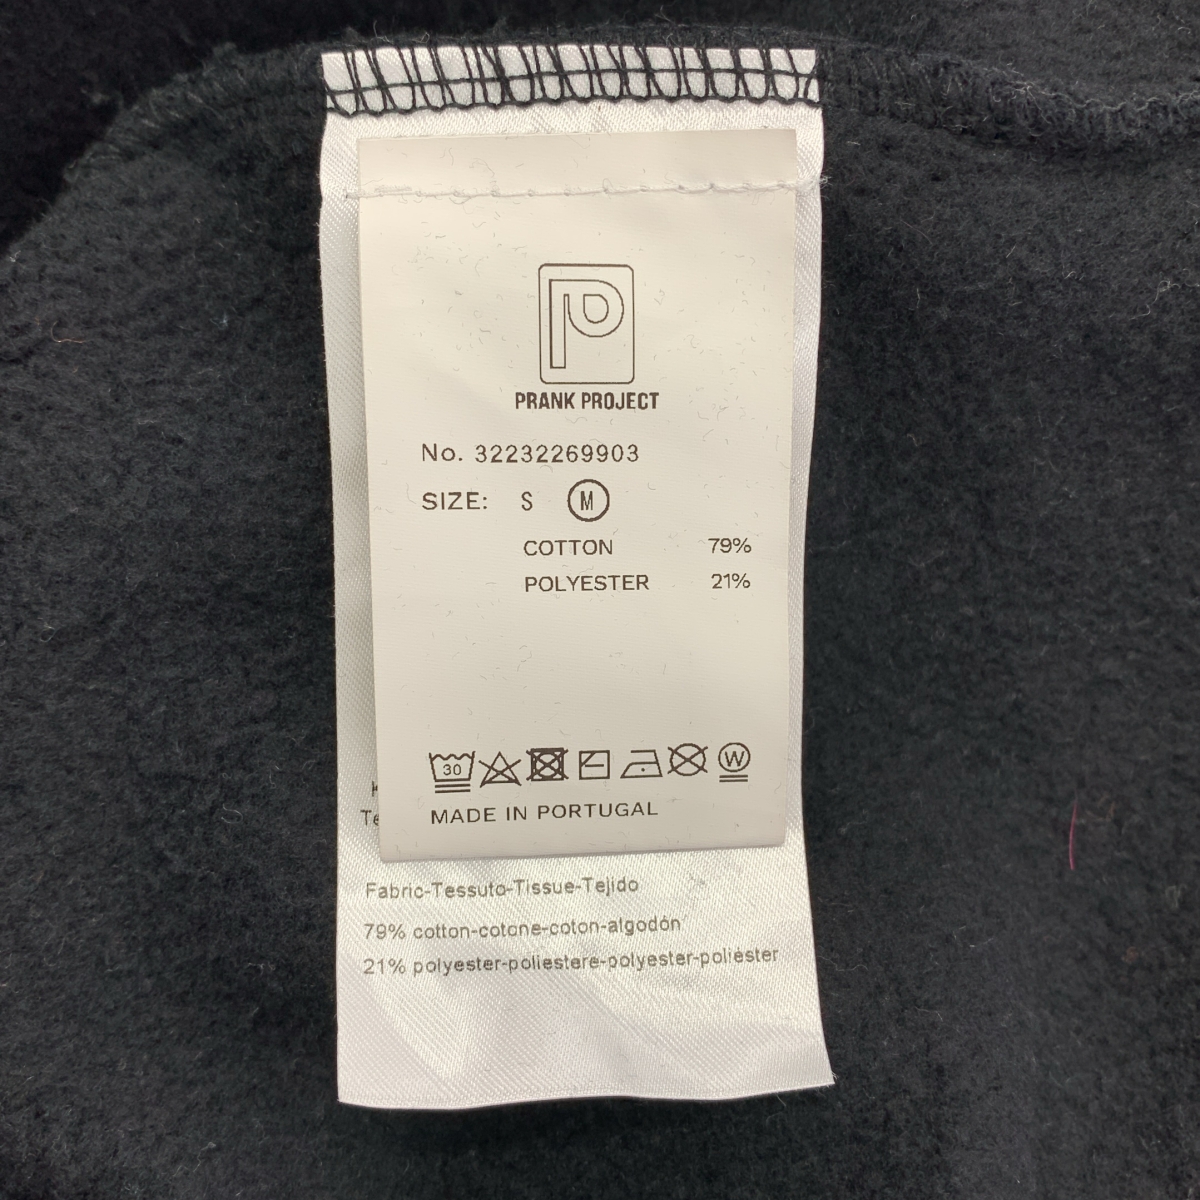 PRANK PROJECT
No. 32232269903
SIZE: S M
COTTON 79%
POLYESTER 21%
30 W
MADE IN PORTUGAL
Fabric-Tessuto-Tissue-Tejido
79% cotton-cotone-coton-algodón
21% polyester-poliestere-polyester-poliéster